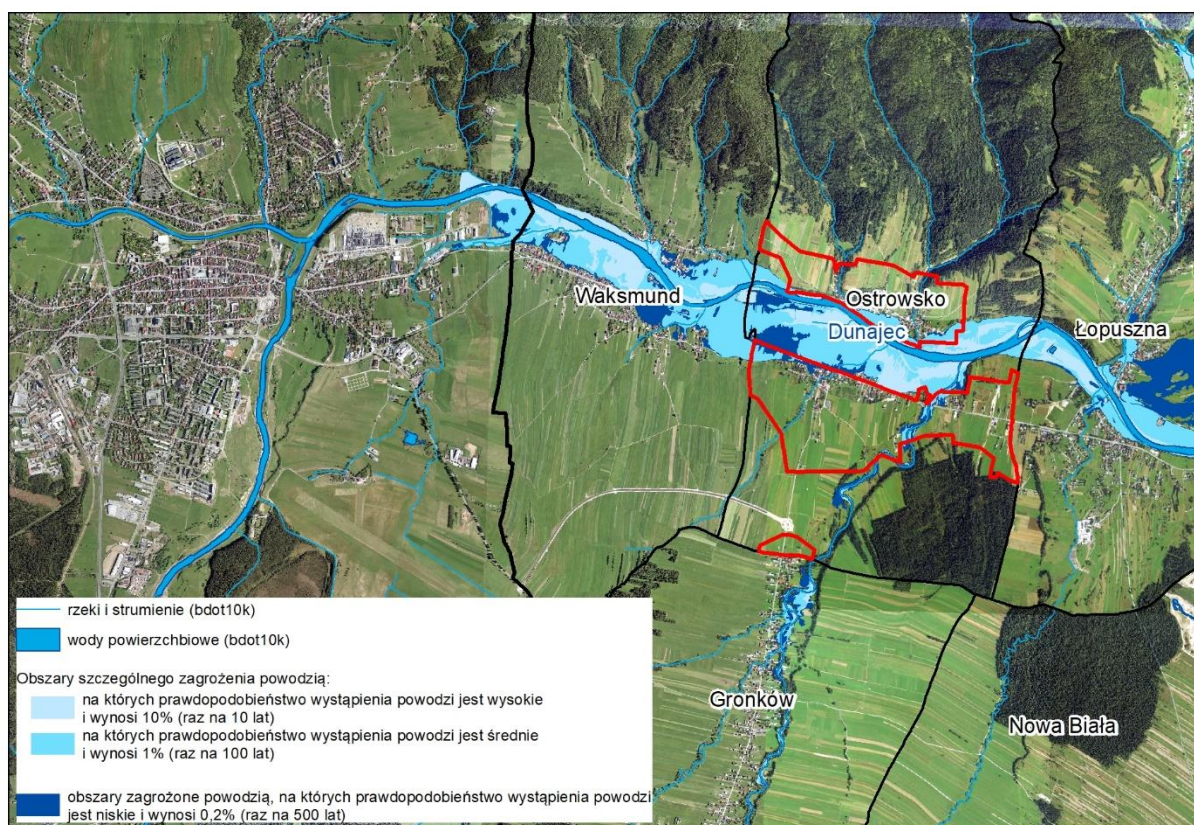 Waksmund
Ostrowsko
Dunajec
Łopuszna
Gronków
Nowa Biała
rzeki i strumienie (bdot10k)
wody powierzchbiowe (bdot10k)
Obszary szczególnego zagrożenia powodzią:
na których prawdopodobieństwo wystąpienia powodzi jest wysokie
i wynosi 10% (raz na 10 lat)
na których prawdopodobieństwo wystąpienia powodzi jest średnie
i wynosi 1% (raz na 100 lat)
obszary zagrożone powodzią, na których prawdopodobieństwo wystąpienia powodzi
jest niskie i wynosi 0,2% (raz na 500 lat)